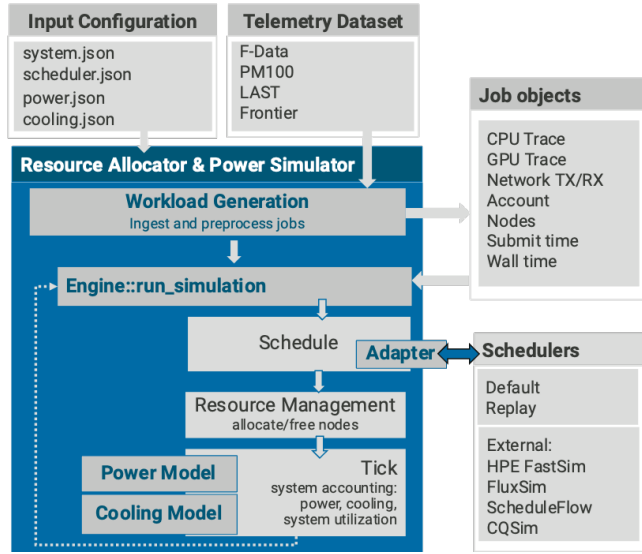 Input Configuration
system.json
scheduler.json
power.json
cooling.json
Telemetry Dataset
F-Data
PM100
LAST
Frontier
Job objects
CPU Trace
GPU Trace
Network TX/RX
Account
Nodes
Submit time
Wall time
Resource Allocator & Power Simulator
Workload Generation
Ingest and preprocess jobs
Engine::run_simulation
Schedule
Adapter
Schedulers
Default
Replay
External:
HPE FastSim
FluxSim
ScheduleFlow
CQSim
Resource Management
allocate/free nodes
Power Model
Cooling Model
Tick
system accounting:
power, cooling,
system utilization